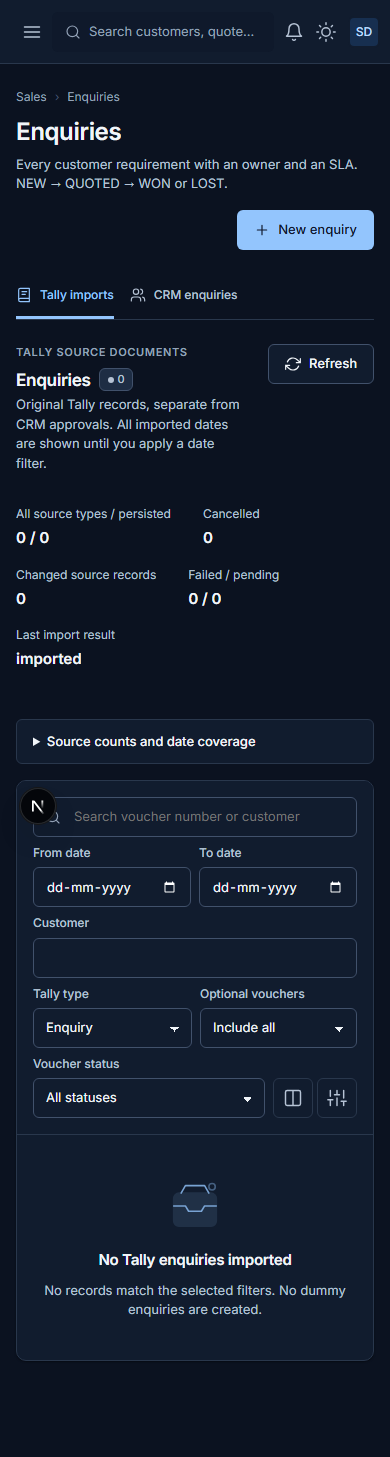 Search customers, quote...
SD
Sales › Enquiries
Enquiries
Every customer requirement with an owner and an SLA.
NEW → QUOTED → WON or LOST.
+ New enquiry
Tally imports
CRM enquiries
TALLY SOURCE DOCUMENTS
Refresh
Enquiries
0
Original Tally records, separate from
CRM approvals. All imported dates
are shown until you apply a date
filter.
All source types / persisted
0 / 0
Cancelled
0
Changed source records
0
Failed / pending
0 / 0
Last import result
imported
Source counts and date coverage
N
Search voucher number or customer
From date
To date
dd-mm-yyyy
dd-mm-yyyy
Customer
Tally type
Optional vouchers
Enquiry
Include all
Voucher status
All statuses
No Tally enquiries imported
No records match the selected filters. No dummy
enquiries are created.